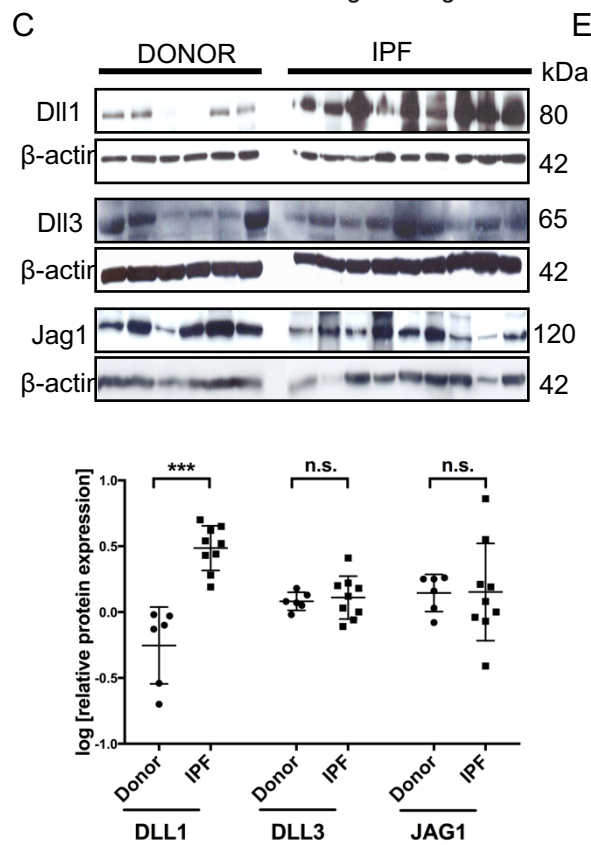 C E
DONOR IPF
kDa
Dll1 80
β-actin 42
Dll3 65
β-actin 42
Jag1 120
β-actin 42
log [relative protein expression]
1.0
0.5
0.0
-0.5
-1.0
*** n.s. n.s.
Donor IPF Donor IPF Donor IPF
DLL1 DLL3 JAG1